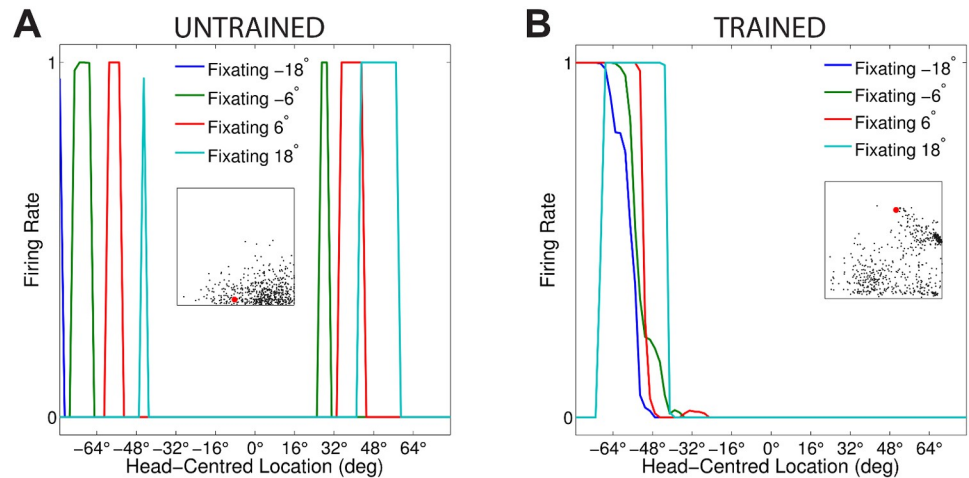 A UNTRAINED
1
Fixating −18°
Fixating −6°
Fixating 6°
Fixating 18°
Firing Rate
0
−64° −48° −32° −16° 0° 16° 32° 48° 64°
Head−Centred Location (deg)
B TRAINED
1
Fixating −18°
Fixating −6°
Fixating 6°
Fixating 18°
Firing Rate
0
−64° −48° −32° −16° 0° 16° 32° 48° 64°
Head−Centred Location (deg)